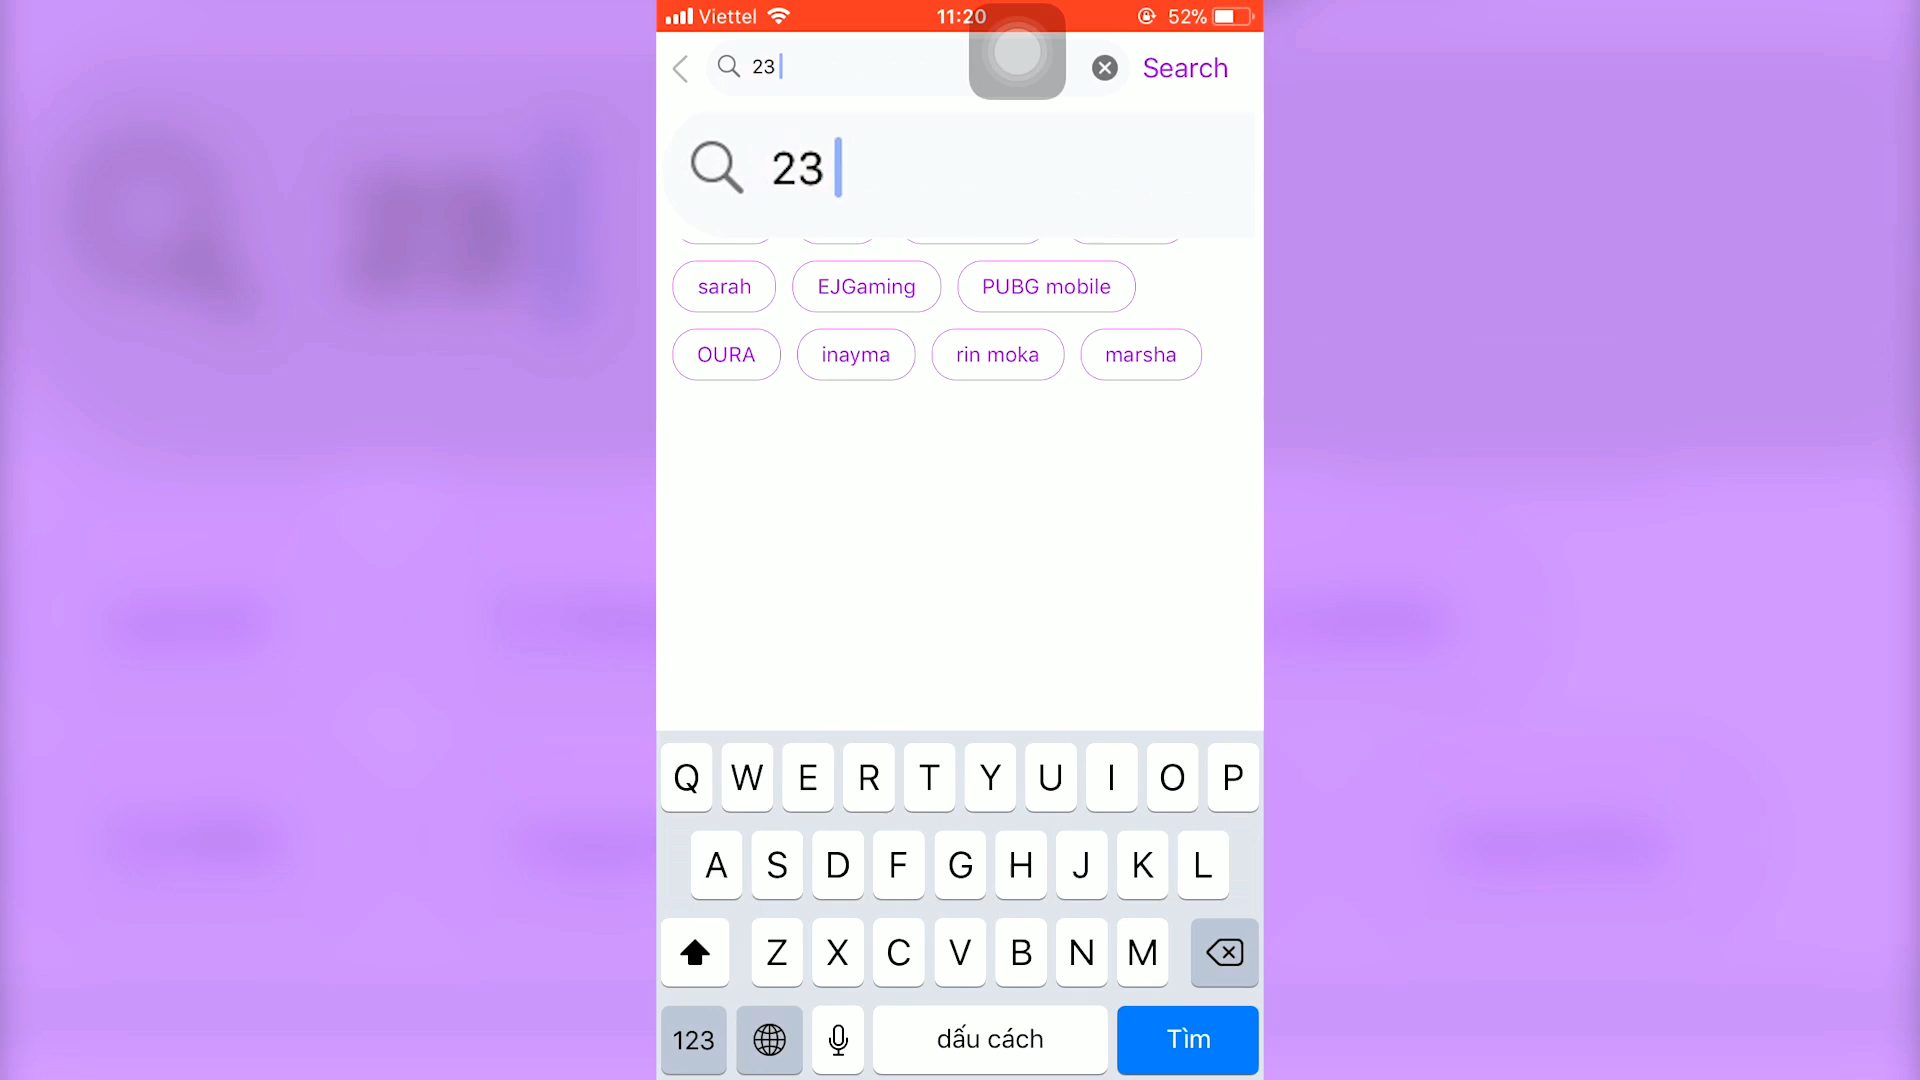 Viettel 11:20 52%
23 Search
23
sarah EJGaming PUBG mobile
OURA inayma rin moka marsha
Q W E R T Y U I O P
A S D F G H J K L
Z X C V B N M
123 dấu cách Tìm